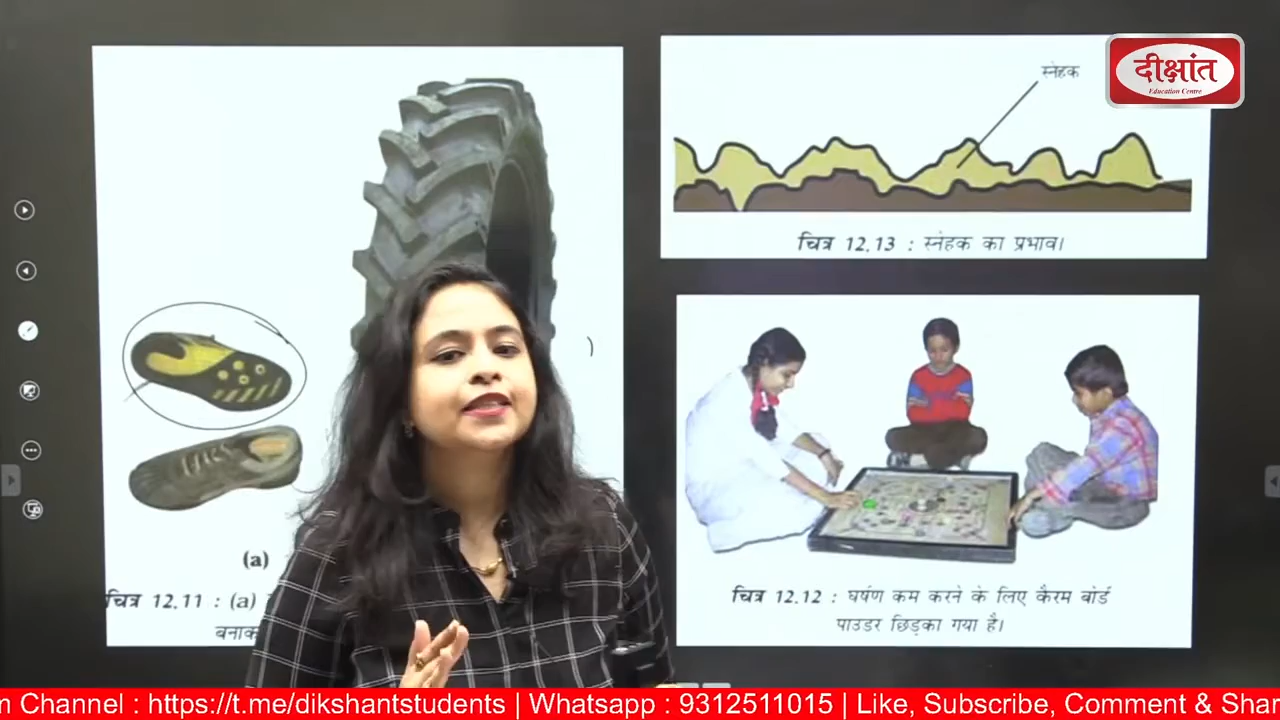 दीक्षांत
Education Centre
स्नेहक
चित्र 12.13 : स्नेहक का प्रभाव।
(a)
चित्र 12.11 : (a)
बनाक
चित्र 12.12 : घर्षण कम करने के लिए कैरम बोर्ड
पाउडर छिड़का गया है।
m Channel : https://t.me/dikshantstudents | Whatsapp : 9312511015 | Like, Subscribe, Comment & Shar